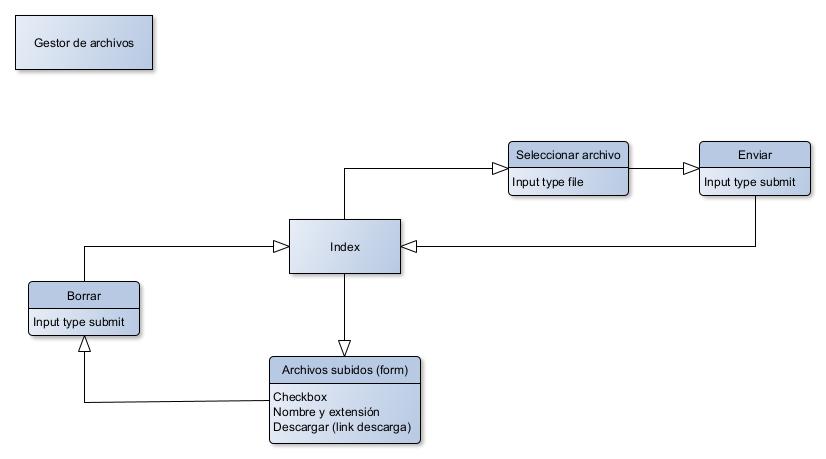 Gestor de archivos
Seleccionar archivo
Input type file
Enviar
Input type submit
Index
Borrar
Input type submit
Archivos subidos (form)
Checkbox
Nombre y extensión
Descargar (link descarga)